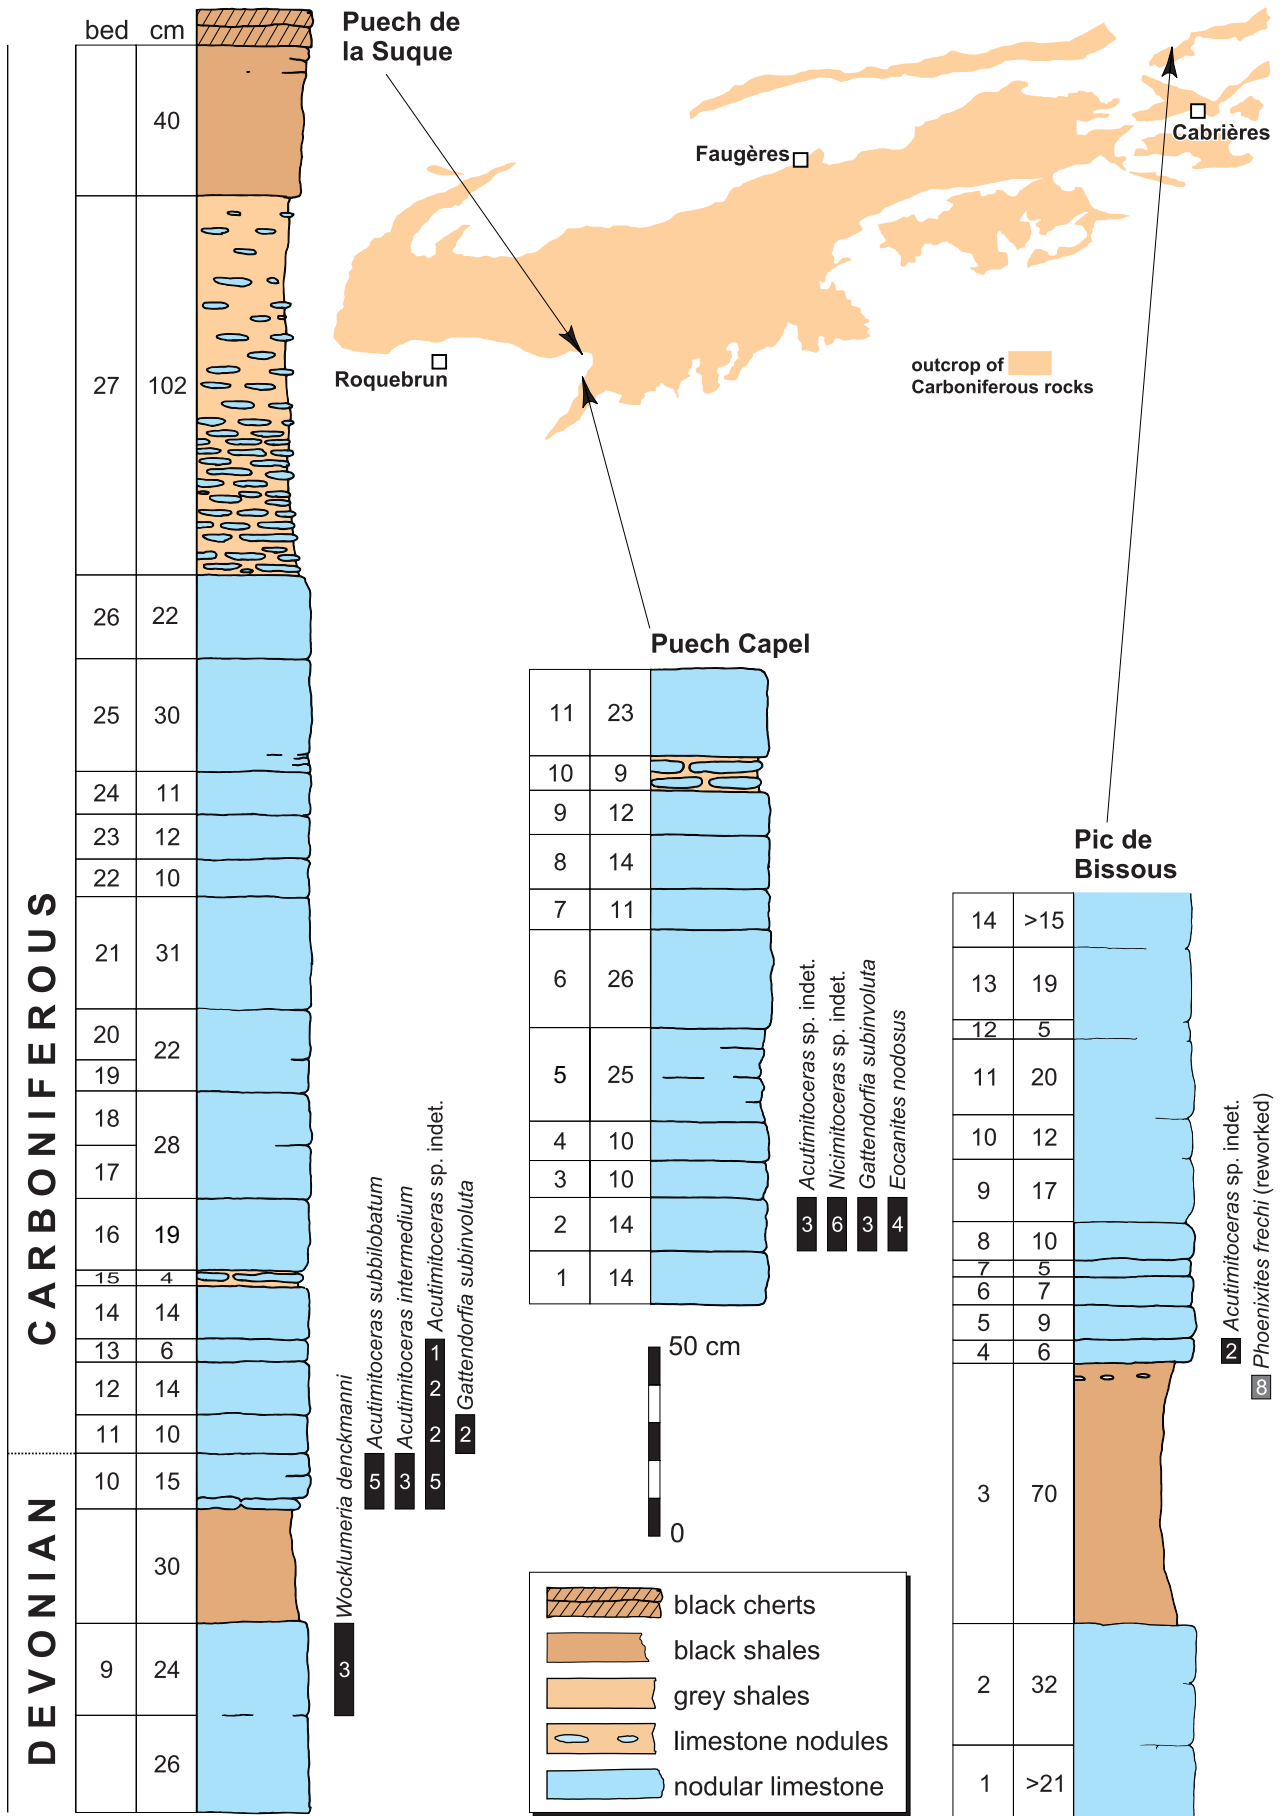 bed cm
40
27 102
26 22
25 30
24 11
23 12
22 10
21 31
20
22
19
18
28
17
16 19
15 4
14 14
13 6
12 14
11 10
10 15
30
9 24
26
CARBONIFEROUS
DEVONIAN
Wocklumeria denckmanni
3
Acutimitoceras subbilobatum
5
Acutimitoceras intermedium
3
Acutimitoceras sp. indet.
1
2
2
5
Gattendorfia subinvoluta
2
Puech de
la Suque
Faugères
Cabrières
Roquebrun
outcrop of
Carboniferous rocks
Puech Capel
11 23
10 9
9 12
8 14
7 11
6 26
5 25
4 10
3 10
2 14
1 14
Acutimitoceras sp. indet.
3
Nicimitoceras sp. indet.
6
Gattendorfia subinvoluta
3
Eocanites nodosus
4
50 cm
0
black cherts
black shales
grey shales
limestone nodules
nodular limestone
Pic de
Bissous
14 >15
13 19
12 5
11 20
10 12
9 17
8 10
7 5
6 7
5 9
4 6
3 70
2 32
1 >21
Acutimitoceras sp. indet.
2
Phoenixites frechi (reworked)
8